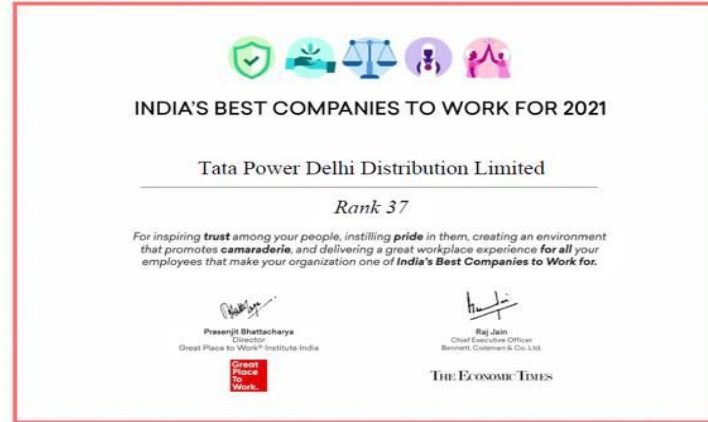 INDIA'S BEST COMPANIES TO WORK FOR 2021
Tata Power Delhi Distribution Limited
Rank 37
For inspiring trust among your people, instilling pride in them, creating an environment
that promotes camaraderie, and delivering a great workplace experience for all your
employees that make your organization one of India's Best Companies to Work for.
Prasenjit Bhattacharya
Director
Great Place to Work® Institute India
Great
Place
To
Work.
Raj Jain
Chief Executive Officer
Bennett, Coleman & Co. Ltd.
THE ECONOMIC TIMES